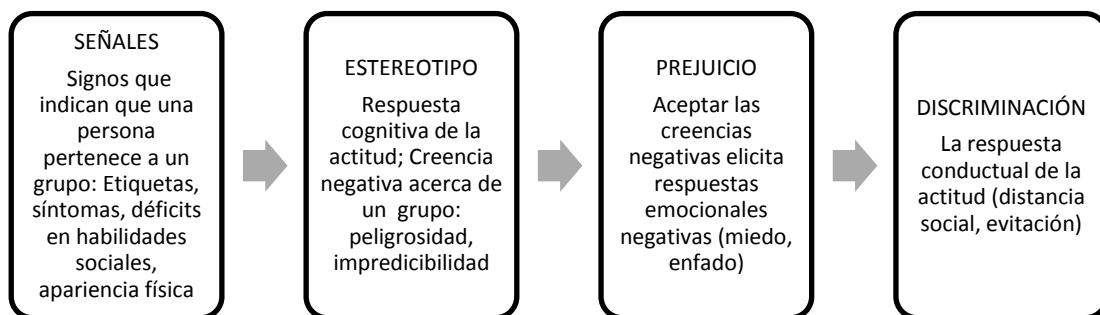 SEÑALES
Signos que
indican que una
persona
pertenece a un
grupo: Etiquetas,
síntomas, déficits
en habilidades
sociales,
apariencia física
ESTEREOTIPO
Respuesta
cognitiva de la
actitud; Creencia
negativa acerca de
un grupo:
peligrosidad,
impredicibilidad
PREJUICIO
Aceptar las
creencias
negativas elicita
respuestas
emocionales
negativas (miedo,
enfado)
DISCRIMINACIÓN
La respuesta
conductual de la
actitud (distancia
social, evitación)